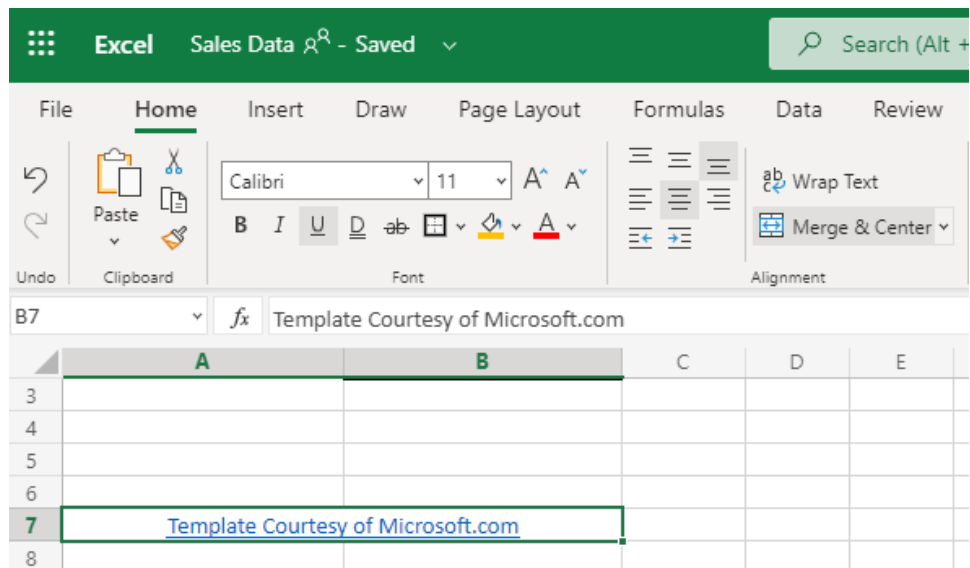 Excel Sales Data - Saved Search (Alt +
File Home Insert Draw Page Layout Formulas Data Review
Paste Calibri 11 A A ab Wrap Text
B I U D ab A Merge & Center
Undo Clipboard Font Alignment
B7 fx Template Courtesy of Microsoft.com
A B C D E
3
4
5
6
7 Template Courtesy of Microsoft.com
8